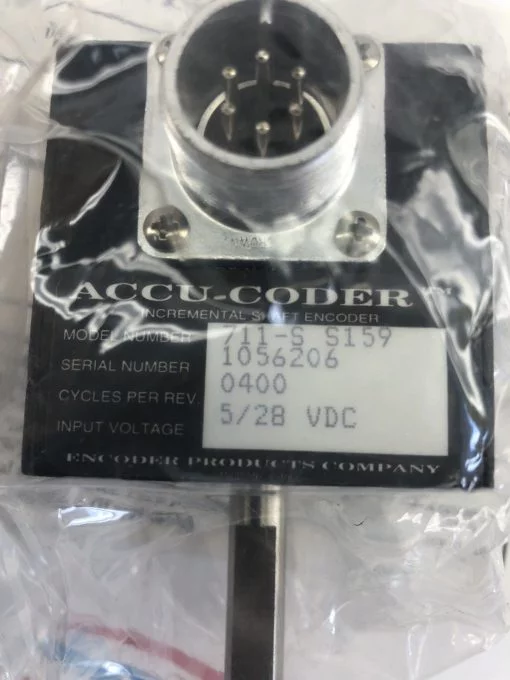 ACCU-CODER TM
INCREMENTAL SHAFT ENCODER
MODEL NUMBER 711-S S159
SERIAL NUMBER 1056206
CYCLES PER REV. 0400
INPUT VOLTAGE 5/28 VDC
ENCODER PRODUCTS COMPANY